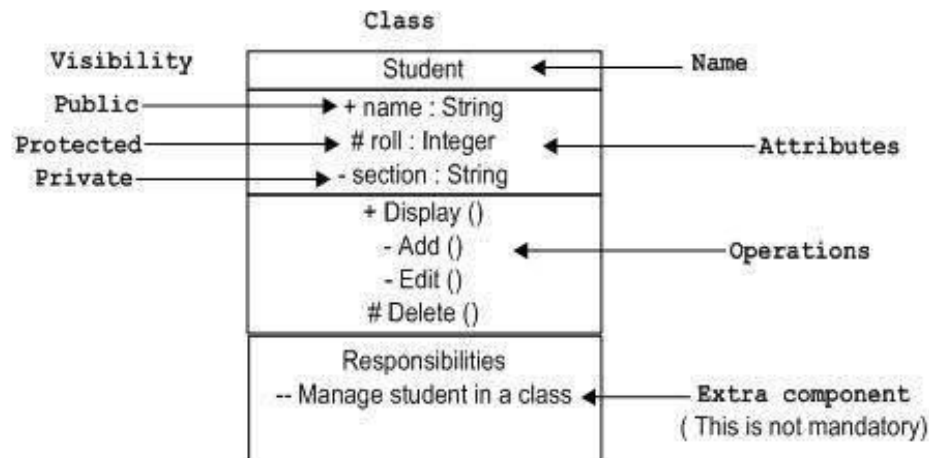 Class
Visibility
Student
Name
Public
+ name : String
Protected
# roll : Integer
Attributes
Private
- section : String
+ Display ()
- Add ()
Operations
- Edit ()
# Delete ()
Responsibilities
-- Manage student in a class
Extra component
( This is not mandatory)